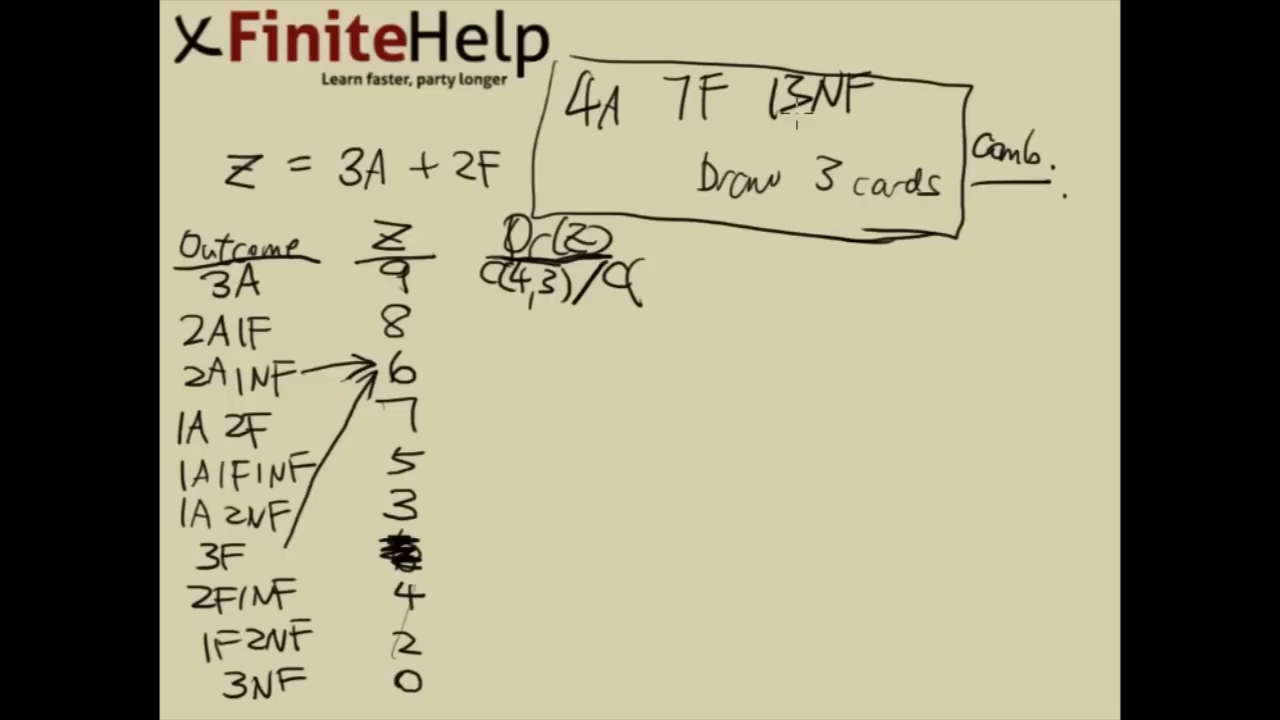 XFiniteHelp
Learn faster, party longer
4A 7F 13NF
Draw 3 cards
Comb.
Z = 3A + 2F
Outcome Z Pr(Z)
3A 9 C(4,3)/C(
2A1F 8
2A1NF 6
1A 2F 7
1A1F1NF 5
1A 2NF 3
3F
2F1NF 4
1F2NF 2
3NF 0